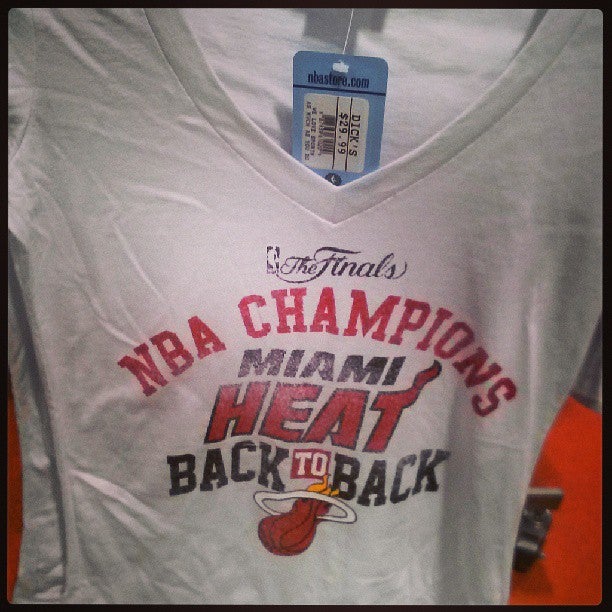 nbastore.com
DICK'S
$29.99
The Finals
NBA CHAMPIONS
MIAMI
HEAT
BACK TO BACK